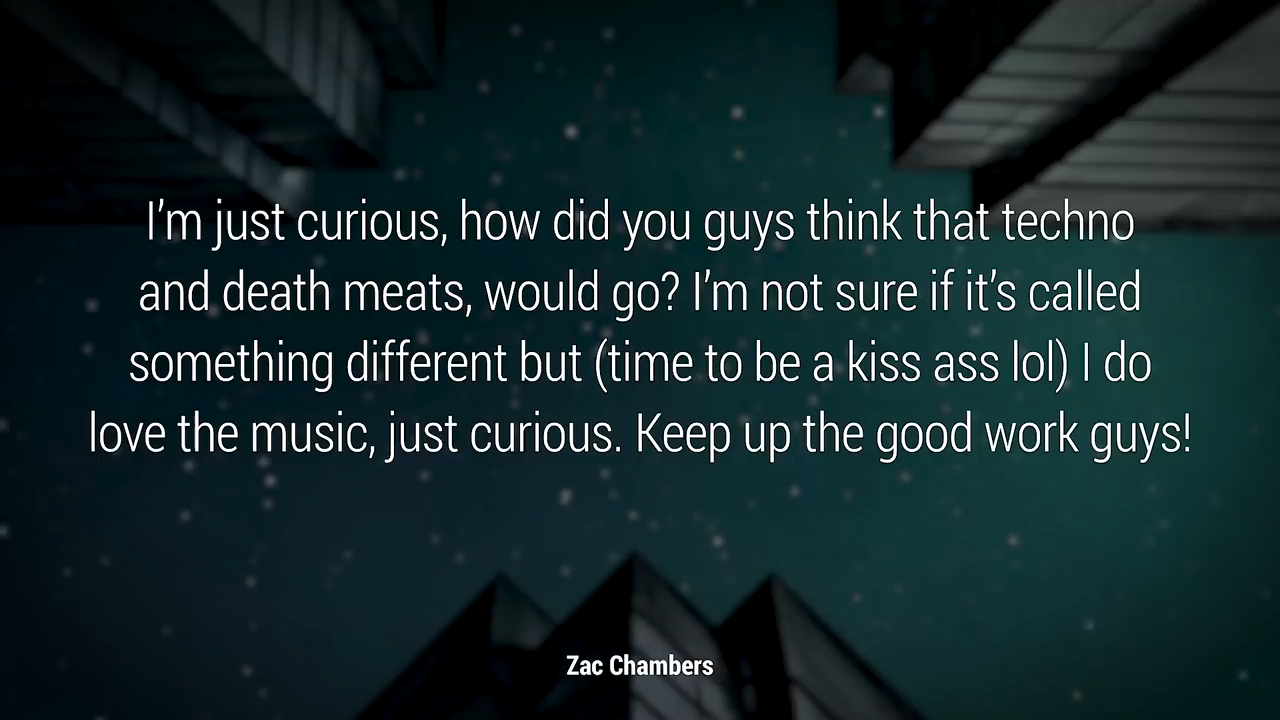 I’m just curious, how did you guys think that techno
and death meats, would go? I’m not sure if it’s called
something different but (time to be a kiss ass lol) I do
love the music, just curious. Keep up the good work guys!
Zac Chambers